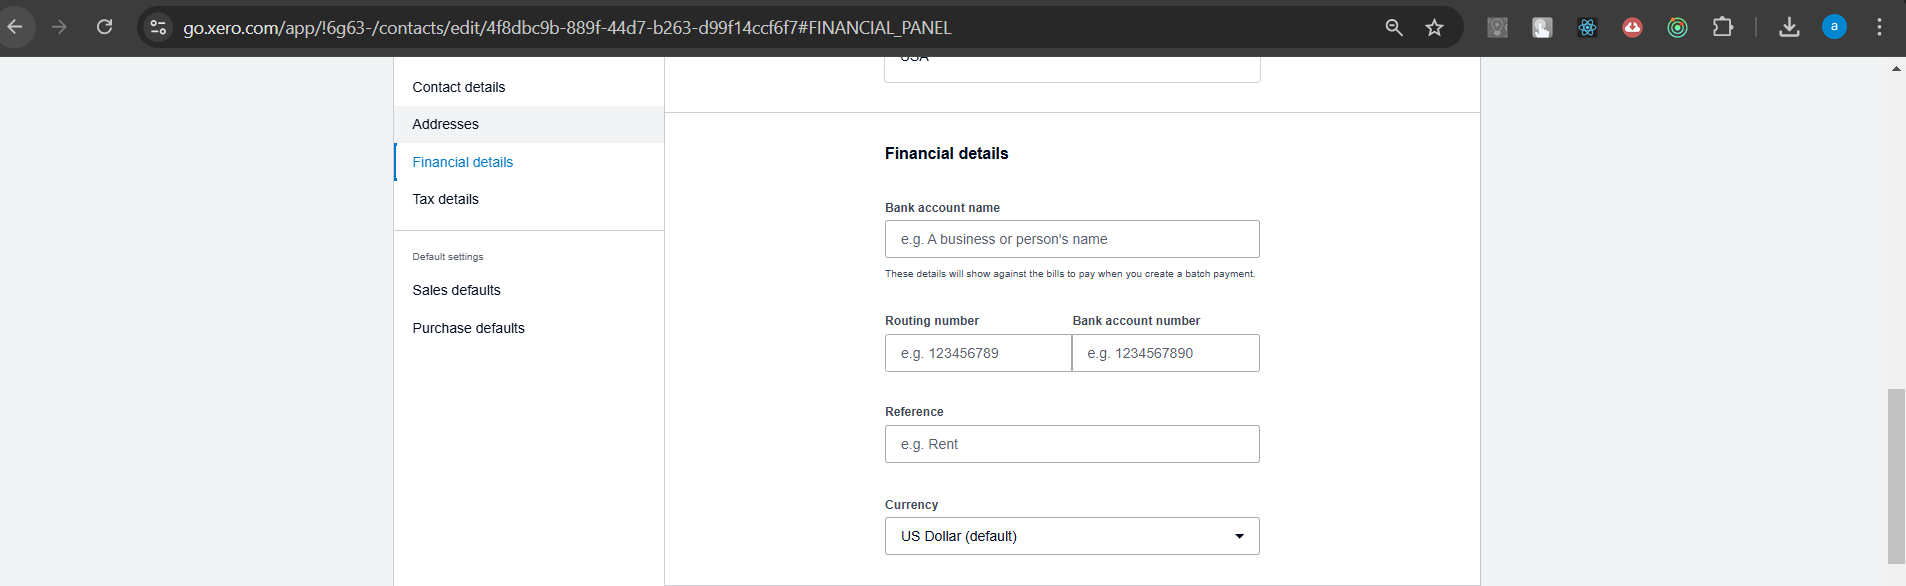 go.xero.com/app/!6g63-/contacts/edit/4f8dbc9b-889f-44d7-b263-d99f14ccf6f7#FINANCIAL_PANEL
a
USA
Contact details
Addresses
Financial details
Tax details
Default settings
Sales defaults
Purchase defaults
Financial details
Bank account name
e.g. A business or person's name
These details will show against the bills to pay when you create a batch payment.
Routing number Bank account number
e.g. 123456789 e.g. 1234567890
Reference
e.g. Rent
Currency
US Dollar (default)